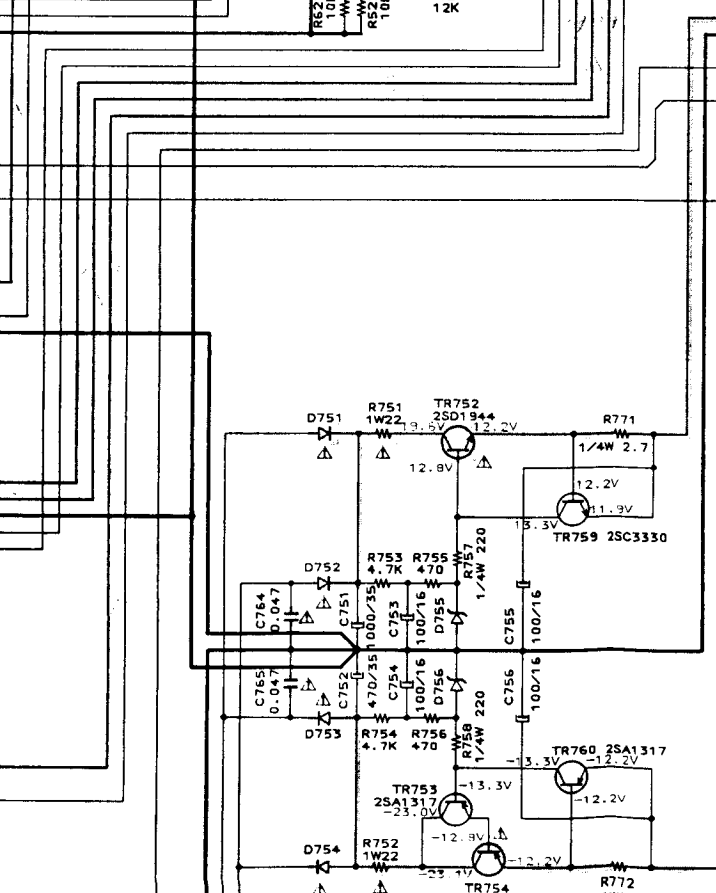 R62
10
R52
10
12K
D751
R751
1W22
19.6V
TR752
2SD1944
12.2V
12.8V
R771
1/4W 2.7
12.2V
11.9V
13.3V
TR759 2SC3330
R757
1/4W 220
D752
R753
4.7K
R755
470
C764
0.047
C751
1000/35
C753
100/16
D755
C755
100/16
C765
0.047
C752
470/35
C754
100/16
D756
C756
100/16
D753
R754
4.7K
R756
470
R758
1/4W 220
TR760 2SA1317
-13.3V
-12.2V
-12.2V
TR753
2SA1317
-23.0V
-13.3V
-12.9V
D754
R752
1W22
-23.1V
-12.2V
TR754
R772